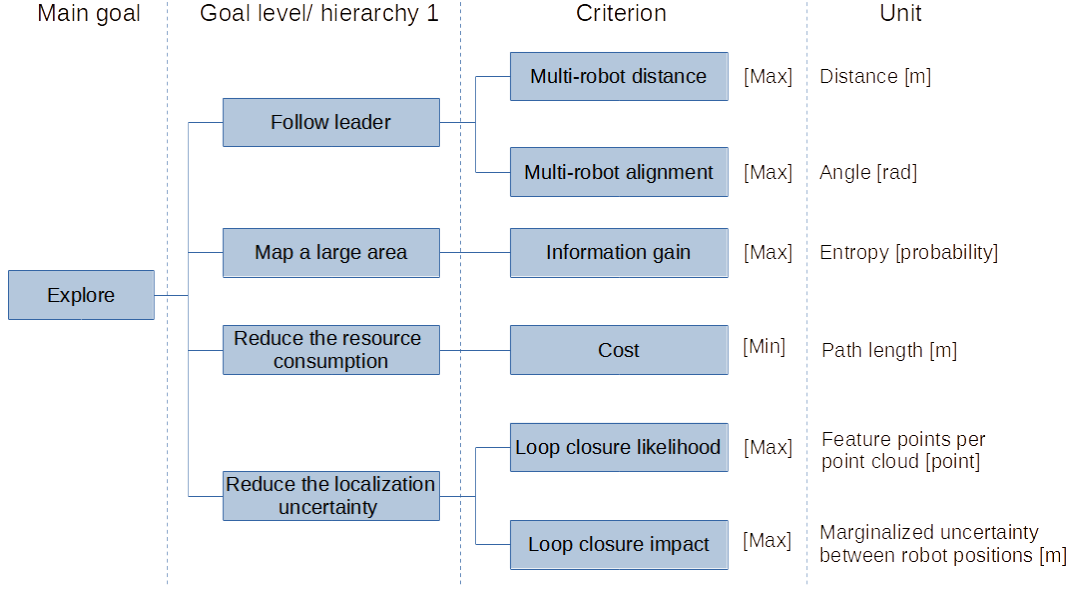 Main goal
Goal level/ hierarchy 1
Criterion
Unit
Explore
Follow leader
Multi-robot distance
[Max]
Distance [m]
Multi-robot alignment
[Max]
Angle [rad]
Map a large area
Information gain
[Max]
Entropy [probability]
Reduce the resource
consumption
Cost
[Min]
Path length [m]
Reduce the localization
uncertainty
Loop closure likelihood
[Max]
Feature points per
point cloud [point]
Loop closure impact
[Max]
Marginalized uncertainty
between robot positions [m]